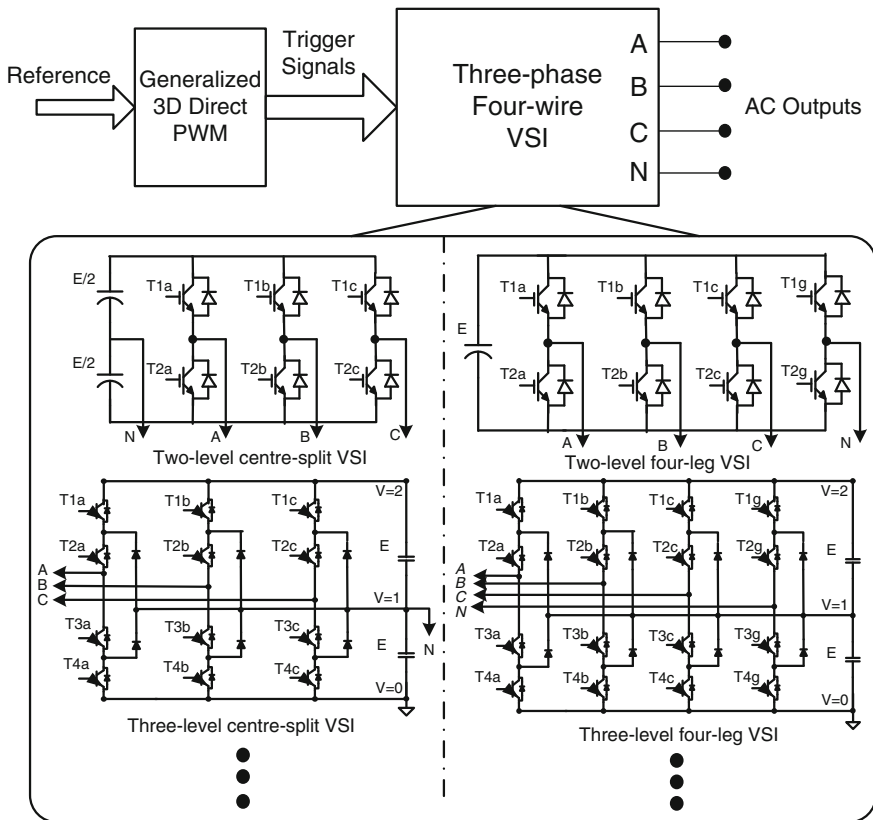 Reference
Generalized
3D Direct
PWM
Trigger
Signals
Three-phase
Four-wire
VSI
A
B
C
N
AC Outputs
E/2
E/2
T1a
T1b
T1c
T2a
T2b
T2c
N
A
B
C
Two-level centre-split VSI
E
T1a
T1b
T1c
T1g
T2a
T2b
T2c
T2g
A
B
C
N
Two-level four-leg VSI
T1a
T1b
T1c
V=2
T2a
T2b
T2c
E
A
B
C
V=1
N
T3a
T3b
T3c
E
T4a
T4b
T4c
V=0
Three-level centre-split VSI
T1a
T1b
T1c
T1g
V=2
T2a
T2b
T2c
T2g
E
A
B
C
N
V=1
T3a
T3b
T3c
T3g
E
T4a
T4b
T4c
T4g
V=0
Three-level four-leg VSI